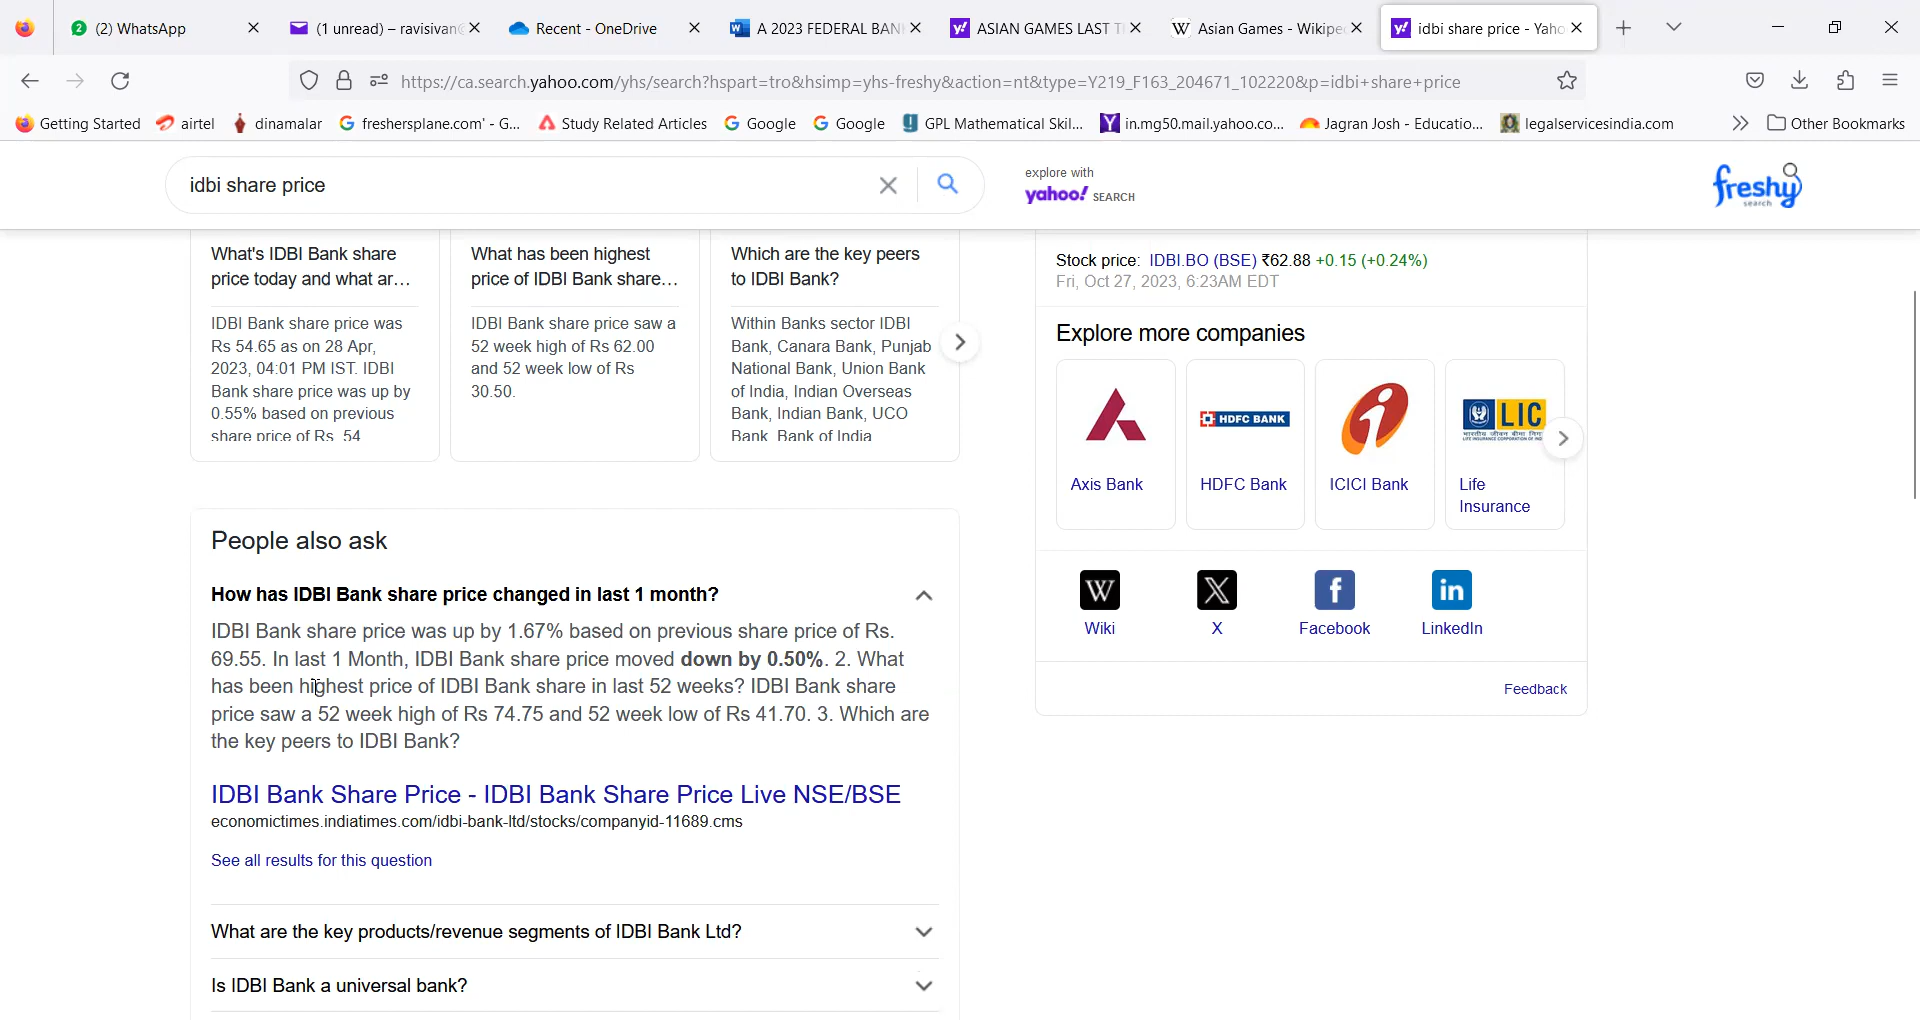 (2) WhatsApp
(1 unread) – ravisivan
Recent - OneDrive
A 2023 FEDERAL BAN
ASIAN GAMES LAST T
Asian Games - Wikipe
idbi share price - Yaho
https://ca.search.yahoo.com/yhs/search?hspart=tro&hsimp=yhs-freshy&action=nt&type=Y219_F163_204671_102220&p=idbi+share+price
Getting Started
airtel
dinamalar
freshersplane.com' - G...
Study Related Articles
Google
Google
GPL Mathematical Skil...
in.mg50.mail.yahoo.co...
Jagran Josh - Educatio...
legalservicesindia.com
Other Bookmarks
idbi share price
explore with
yahoo! SEARCH
freshy
search
What's IDBI Bank share
price today and what ar...
IDBI Bank share price was
Rs 54.65 as on 28 Apr,
2023, 04:01 PM IST. IDBI
Bank share price was up by
0.55% based on previous
share price of Rs. 54
What has been highest
price of IDBI Bank share...
IDBI Bank share price saw a
52 week high of Rs 62.00
and 52 week low of Rs
30.50.
Which are the key peers
to IDBI Bank?
Within Banks sector IDBI
Bank, Canara Bank, Punjab
National Bank, Union Bank
of India, Indian Overseas
Bank, Indian Bank, UCO
Bank, Bank of India
Stock price: IDBI.BO (BSE) ₹62.88 +0.15 (+0.24%)
Fri, Oct 27, 2023, 6:23AM EDT
Explore more companies
HDFC BANK
LIC
Axis Bank
HDFC Bank
ICICI Bank
Life
Insurance
Wiki
X
Facebook
LinkedIn
Feedback
People also ask
How has IDBI Bank share price changed in last 1 month?
IDBI Bank share price was up by 1.67% based on previous share price of Rs.
69.55. In last 1 Month, IDBI Bank share price moved down by 0.50%. 2. What
has been highest price of IDBI Bank share in last 52 weeks? IDBI Bank share
price saw a 52 week high of Rs 74.75 and 52 week low of Rs 41.70. 3. Which are
the key peers to IDBI Bank?
IDBI Bank Share Price - IDBI Bank Share Price Live NSE/BSE
economictimes.indiatimes.com/idbi-bank-ltd/stocks/companyid-11689.cms
See all results for this question
What are the key products/revenue segments of IDBI Bank Ltd?
Is IDBI Bank a universal bank?